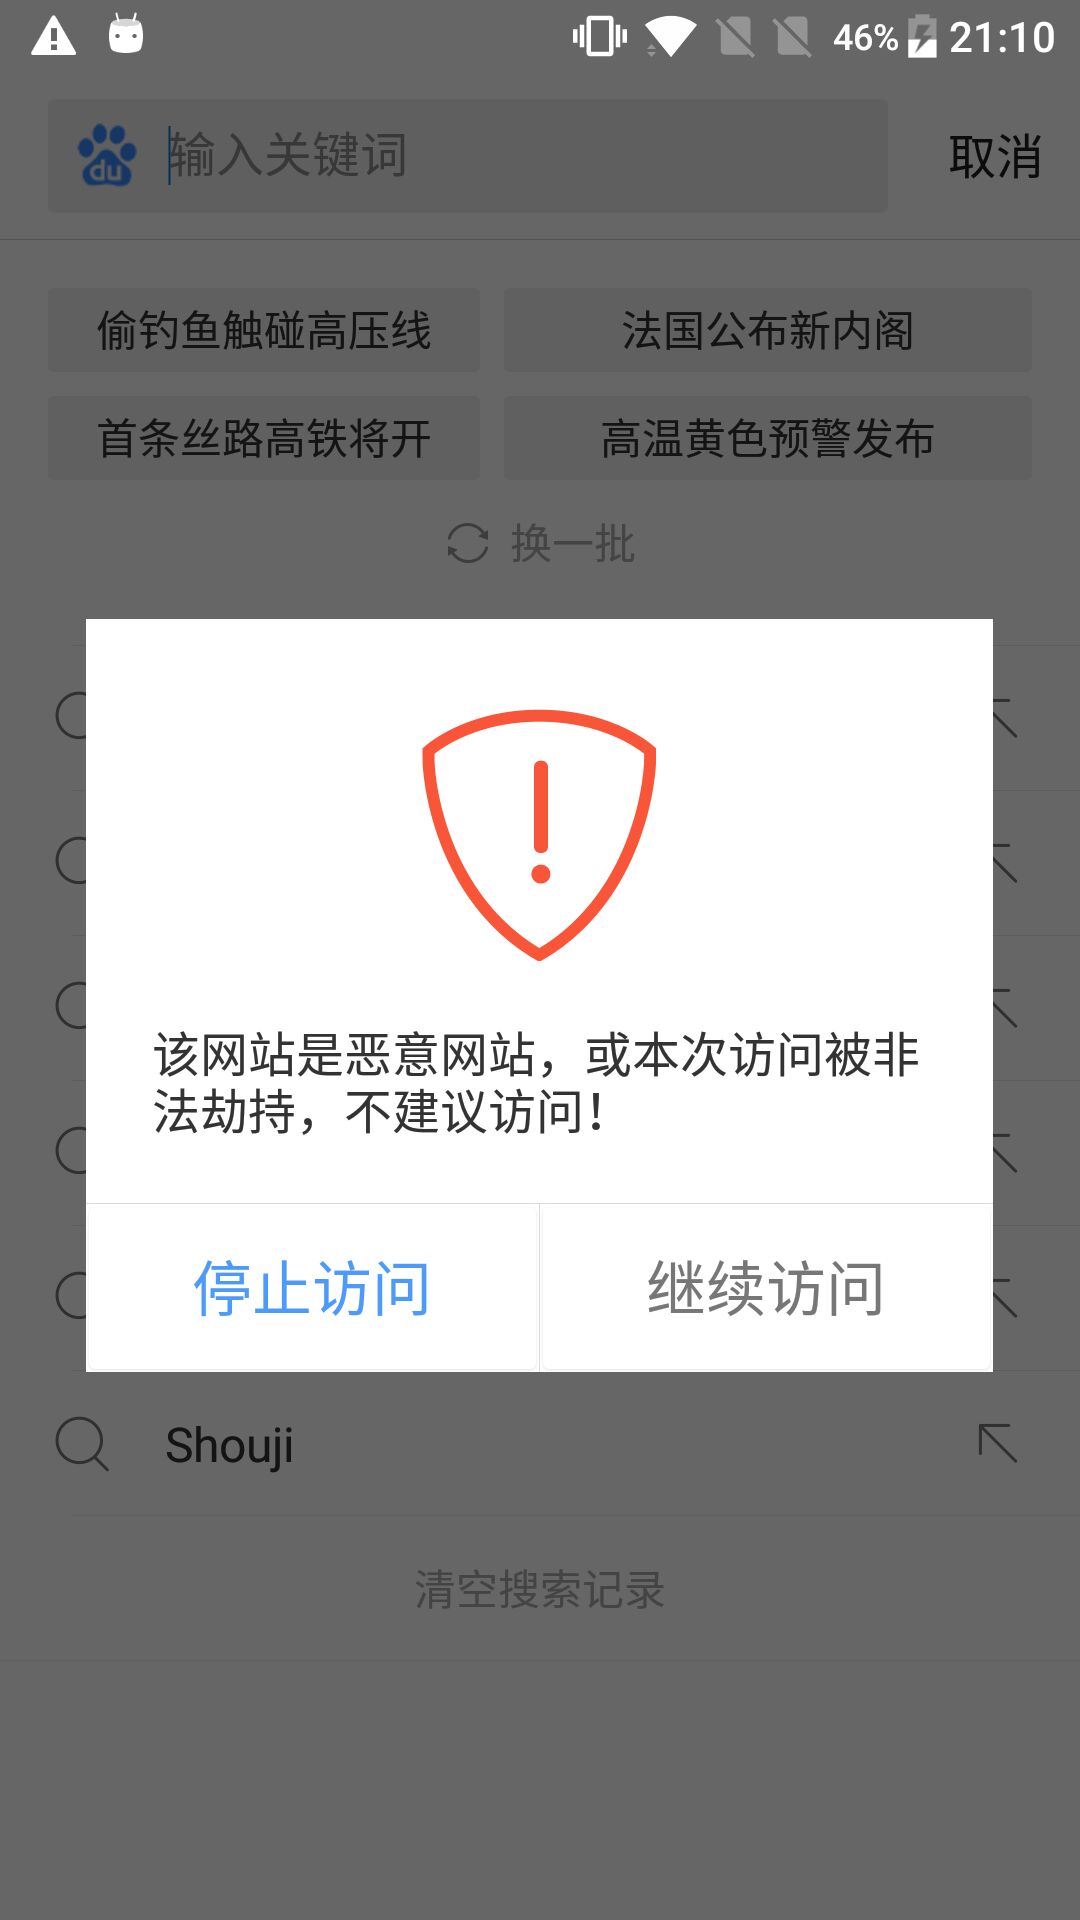 46% 21:10
du 输入关键词 取消
偷钓鱼触碰高压线 法国公布新内阁
首条丝路高铁将开 高温黄色预警发布
换一批
该网站是恶意网站，或本次访问被非
法劫持，不建议访问！
停止访问 继续访问
Shouji
清空搜索记录